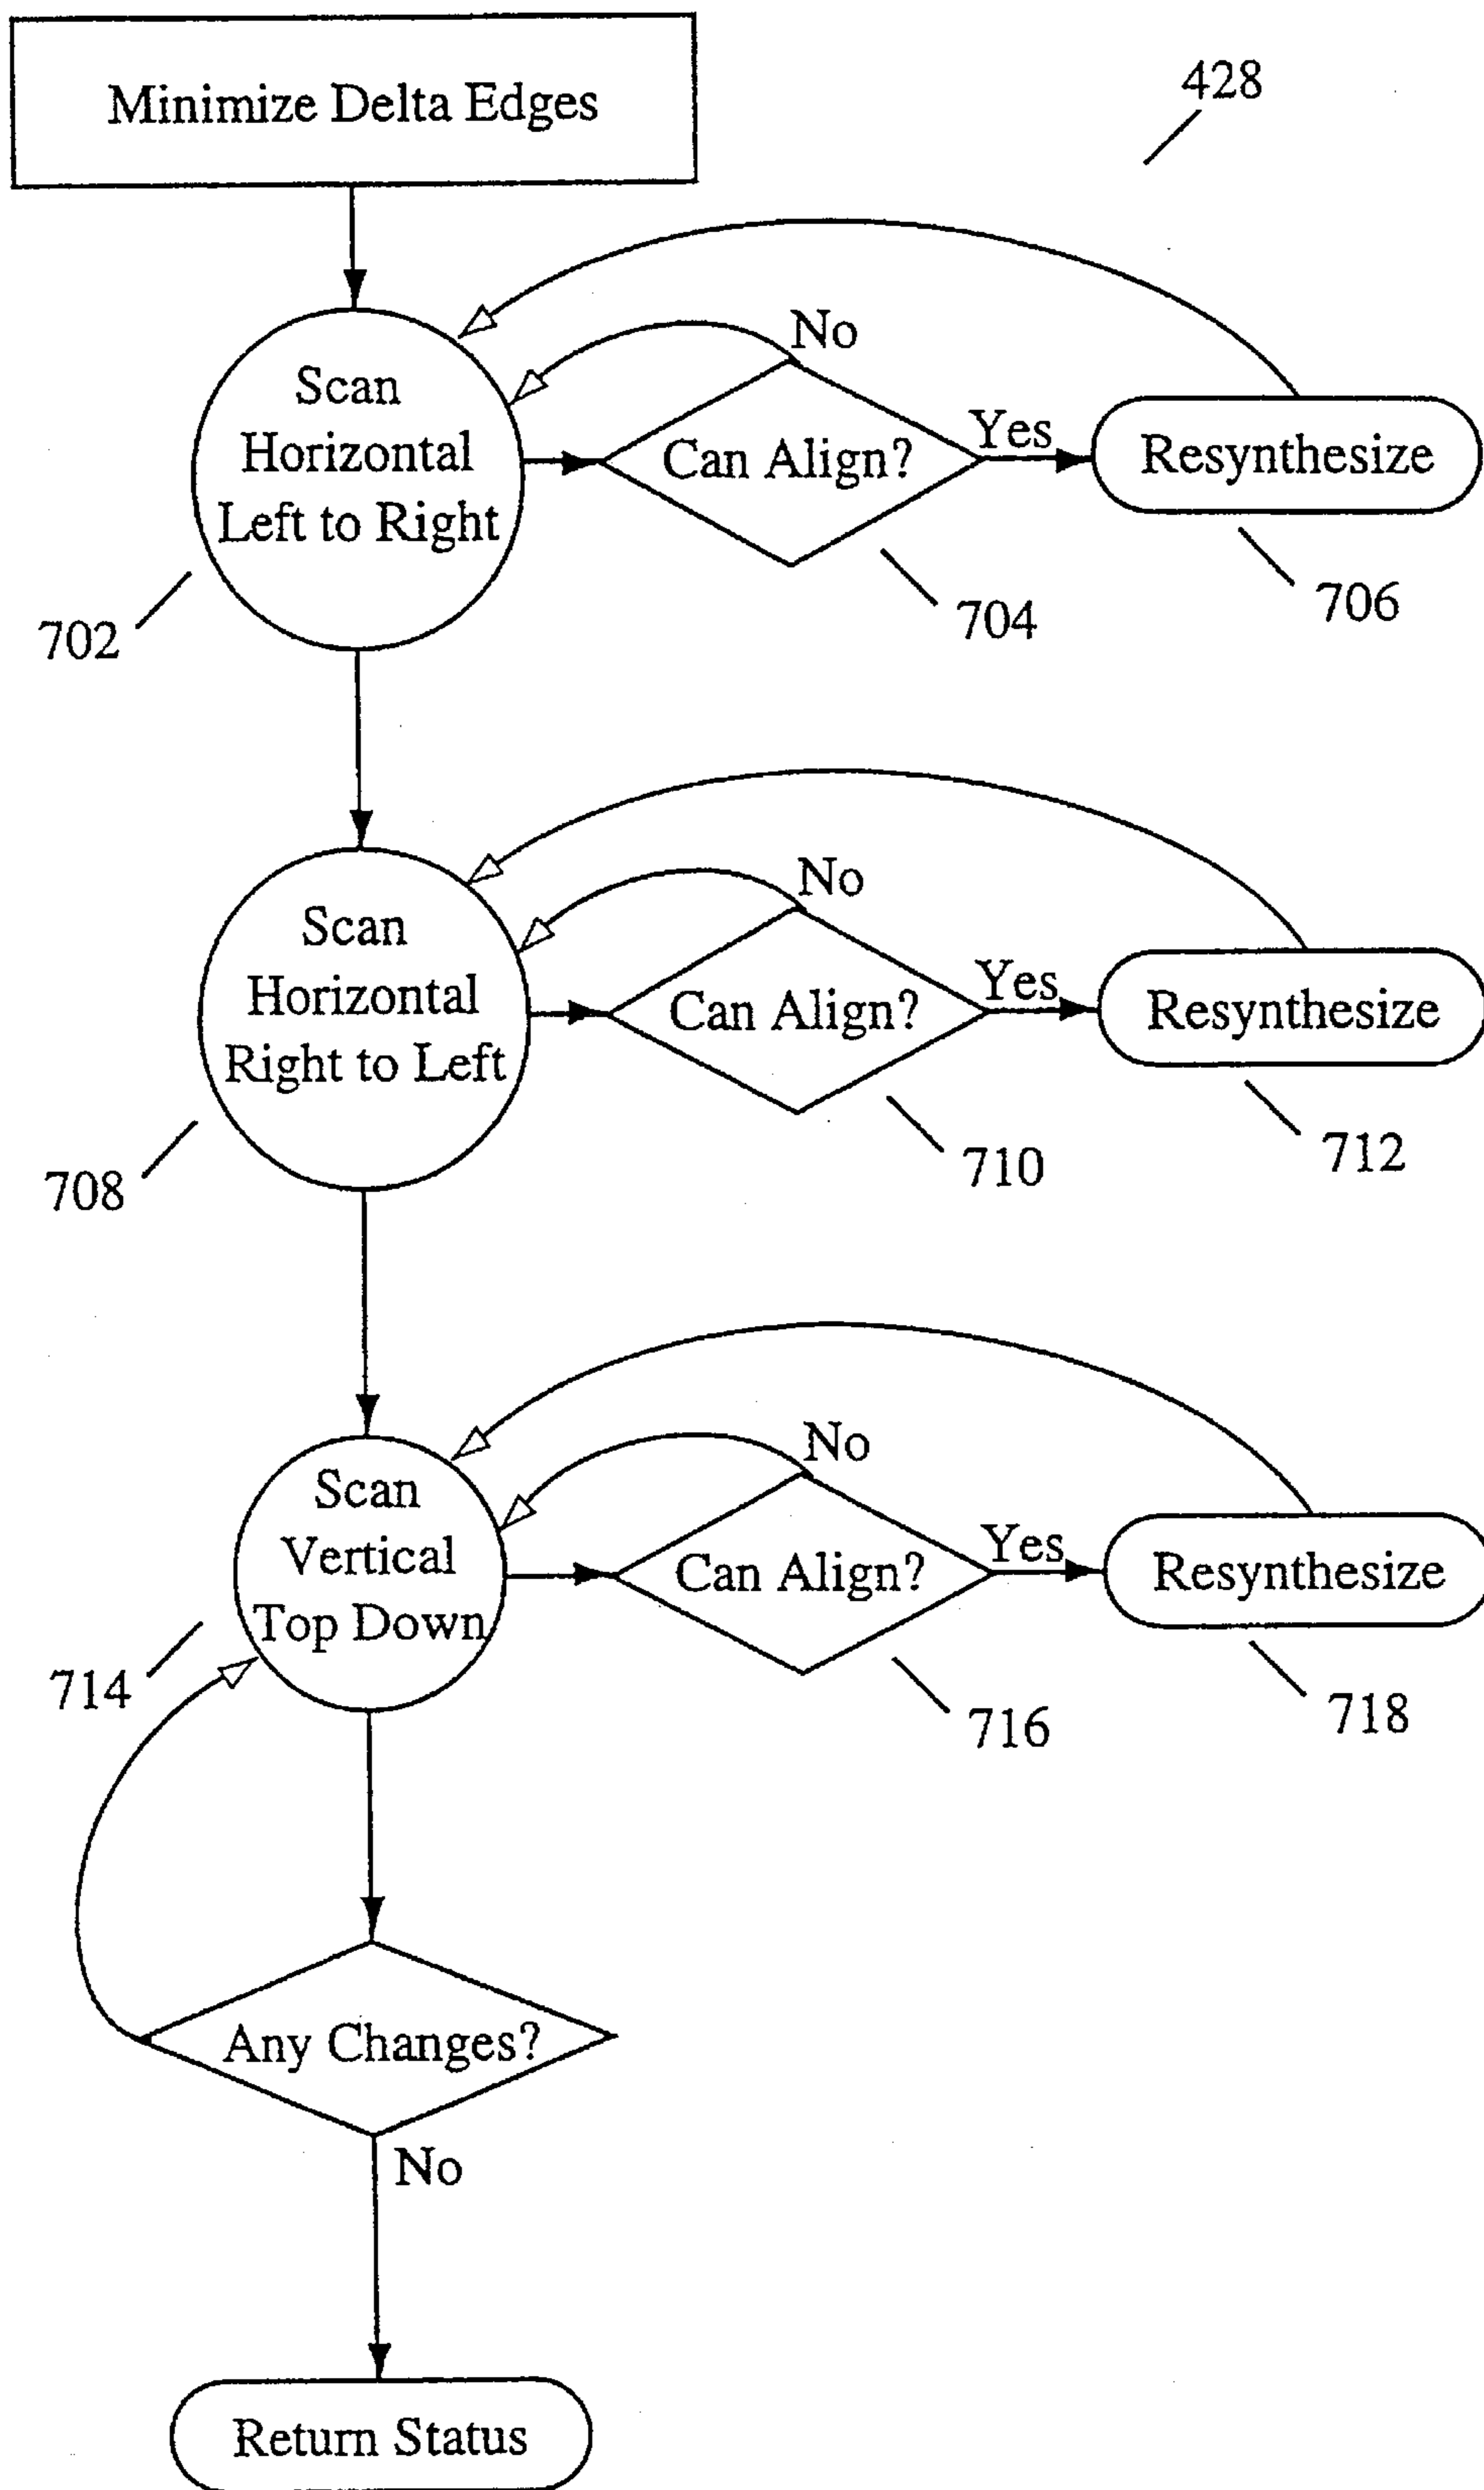 Minimize Delta Edges
428
Scan
Horizontal
Left to Right
No
Can Align?
Yes
Resynthesize
702
704
706
Scan
Horizontal
Right to Left
No
Can Align?
Yes
Resynthesize
708
710
712
Scan
Vertical
Top Down
No
Can Align?
Yes
Resynthesize
714
716
718
Any Changes?
No
Return Status